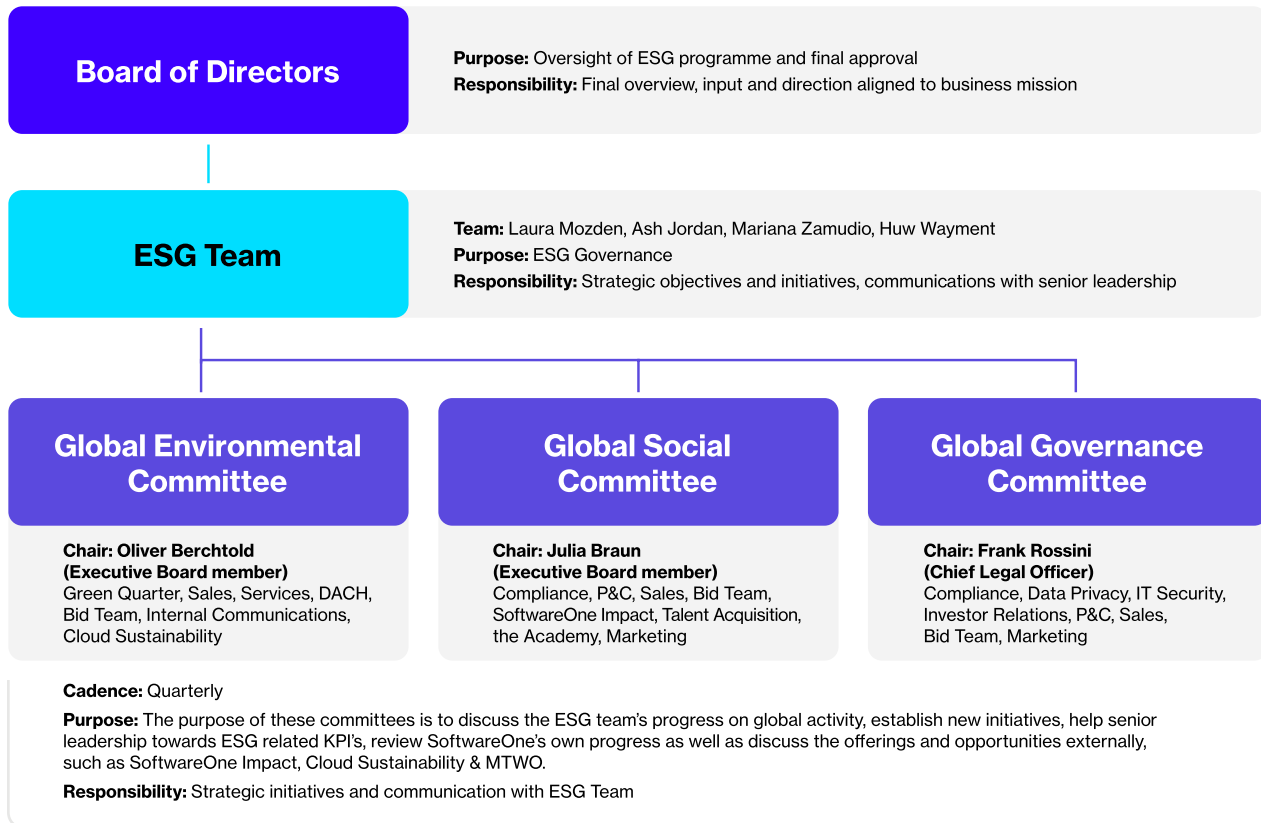 Board of Directors
Purpose: Oversight of ESG programme and final approval
Responsibility: Final overview, input and direction aligned to business mission
ESG Team
Team: Laura Mozden, Ash Jordan, Mariana Zamudio, Huw Wayment
Purpose: ESG Governance
Responsibility: Strategic objectives and initiatives, communications with senior leadership
Global Environmental
Committee
Chair: Oliver Berchtold
(Executive Board member)
Green Quarter, Sales, Services, DACH,
Bid Team, Internal Communications,
Cloud Sustainability
Global Social
Committee
Chair: Julia Braun
(Executive Board member)
Compliance, P&C, Sales, Bid Team,
SoftwareOne Impact, Talent Acquisition,
the Academy, Marketing
Global Governance
Committee
Chair: Frank Rossini
(Chief Legal Officer)
Compliance, Data Privacy, IT Security,
Investor Relations, P&C, Sales,
Bid Team, Marketing
Cadence: Quarterly
Purpose: The purpose of these committees is to discuss the ESG team’s progress on global activity, establish new initiatives, help senior
leadership towards ESG related KPI’s, review SoftwareOne’s own progress as well as discuss the offerings and opportunities externally,
such as SoftwareOne Impact, Cloud Sustainability & MTWO.
Responsibility: Strategic initiatives and communication with ESG Team